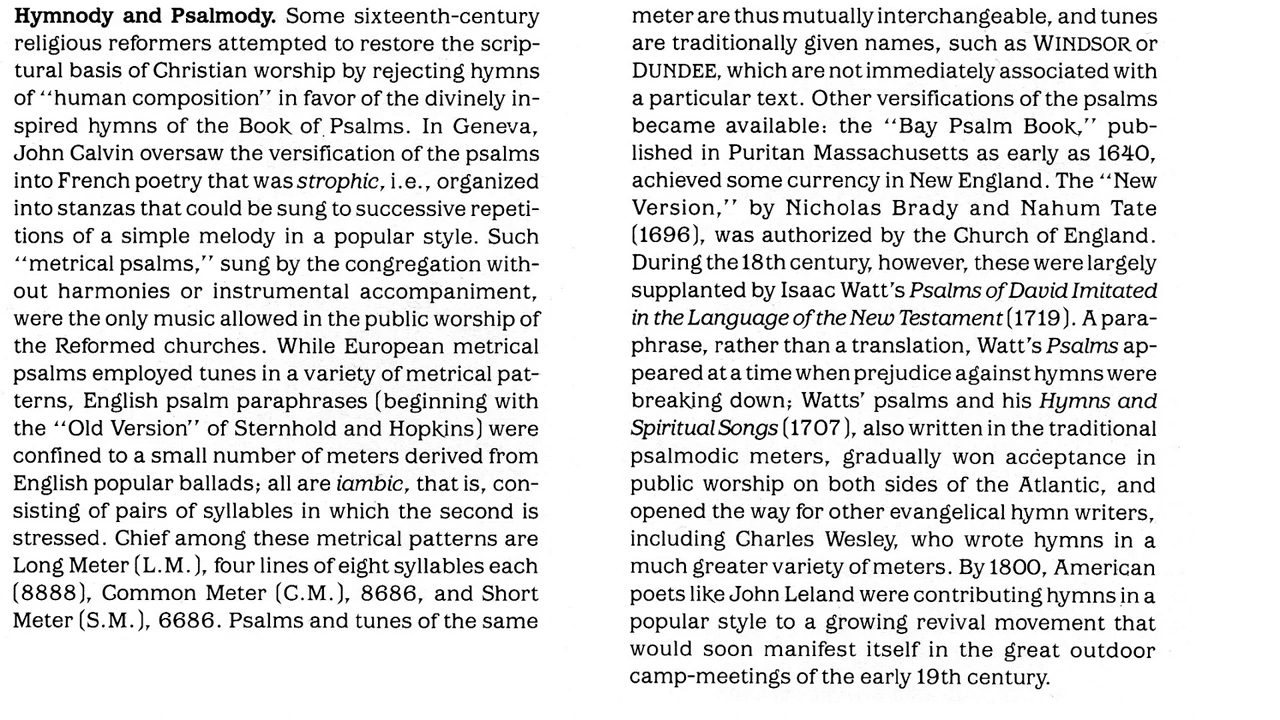 Hymnody and Psalmody. Some sixteenth-century
religious reformers attempted to restore the scrip-
tural basis of Christian worship by rejecting hymns
of “human composition” in favor of the divinely in-
spired hymns of the Book of Psalms. In Geneva,
John Calvin oversaw the versification of the psalms
into French poetry that was strophic, i.e., organized
into stanzas that could be sung to successive repeti-
tions of a simple melody in a popular style. Such
“metrical psalms,” sung by the congregation with-
out harmonies or instrumental accompaniment,
were the only music allowed in the public worship of
the Reformed churches. While European metrical
psalms employed tunes in a variety of metrical pat-
terns, English psalm paraphrases (beginning with
the “Old Version” of Sternhold and Hopkins) were
confined to a small number of meters derived from
English popular ballads; all are iambic, that is, con-
sisting of pairs of syllables in which the second is
stressed. Chief among these metrical patterns are
Long Meter (L.M.), four lines of eight syllables each
(8888), Common Meter (C.M.), 8686, and Short
Meter (S.M.), 6686. Psalms and tunes of the same
meter are thus mutually interchangeable, and tunes
are traditionally given names, such as WINDSOR or
DUNDEE, which are not immediately associated with
a particular text. Other versifications of the psalms
became available: the “Bay Psalm Book,” pub-
lished in Puritan Massachusetts as early as 1640,
achieved some currency in New England. The “New
Version,” by Nicholas Brady and Nahum Tate
(1696), was authorized by the Church of England.
During the 18th century, however, these were largely
supplanted by Isaac Watt’s Psalms of David Imitated
in the Language of the New Testament (1719). A para-
phrase, rather than a translation, Watt’s Psalms ap-
peared at a time when prejudice against hymns were
breaking down; Watts’ psalms and his Hymns and
Spiritual Songs (1707), also written in the traditional
psalmodic meters, gradually won acceptance in
public worship on both sides of the Atlantic, and
opened the way for other evangelical hymn writers,
including Charles Wesley, who wrote hymns in a
much greater variety of meters. By 1800, American
poets like John Leland were contributing hymns in a
popular style to a growing revival movement that
would soon manifest itself in the great outdoor
camp-meetings of the early 19th century.